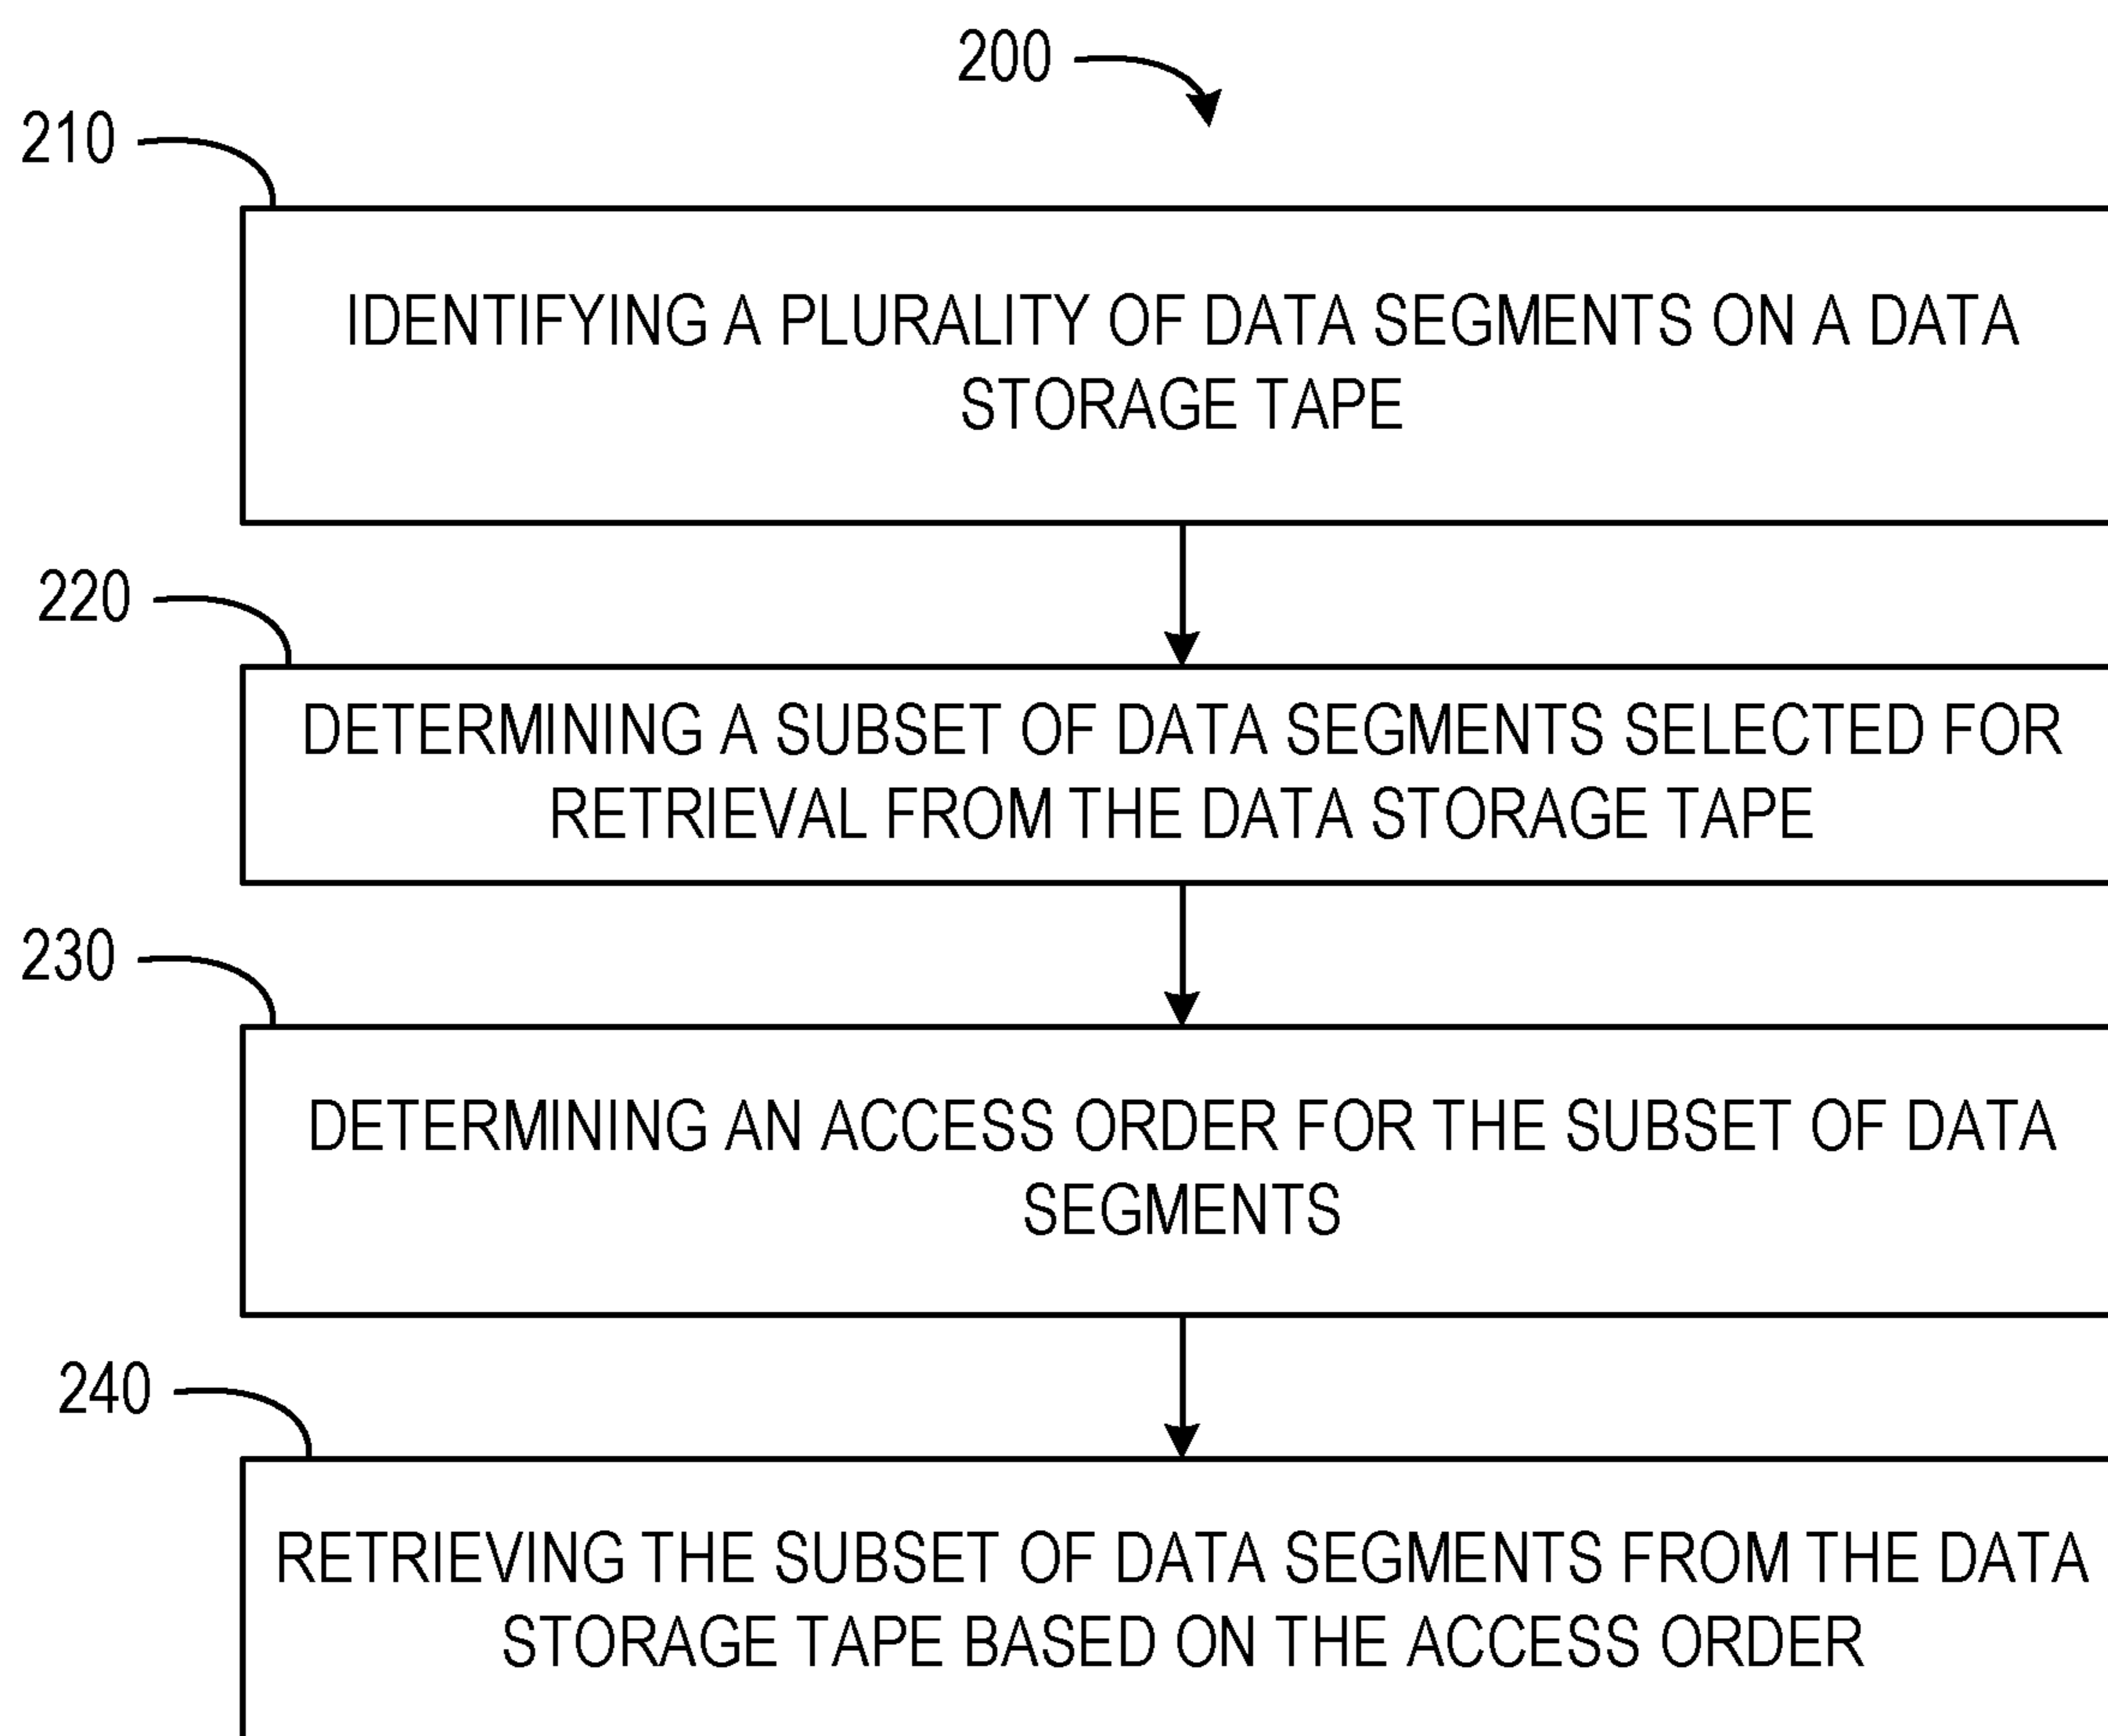 200
210
IDENTIFYING A PLURALITY OF DATA SEGMENTS ON A DATA
STORAGE TAPE
220
DETERMINING A SUBSET OF DATA SEGMENTS SELECTED FOR
RETRIEVAL FROM THE DATA STORAGE TAPE
230
DETERMINING AN ACCESS ORDER FOR THE SUBSET OF DATA
SEGMENTS
240
RETRIEVING THE SUBSET OF DATA SEGMENTS FROM THE DATA
STORAGE TAPE BASED ON THE ACCESS ORDER